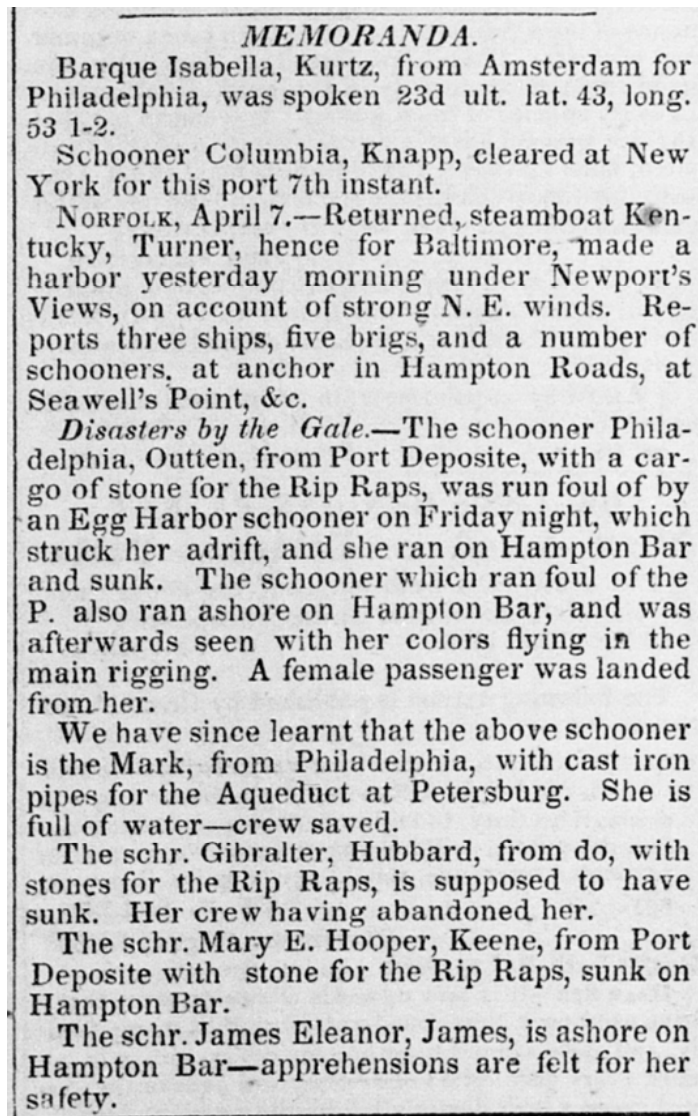 MEMORANDA.
Barque Isabella, Kurtz, from Amsterdam for
Philadelphia, was spoken 23d ult. lat. 43, long.
53 1-2.
Schooner Columbia, Knapp, cleared at New
York for this port 7th instant.
NORFOLK, April 7.—Returned, steamboat Ken-
tucky, Turner, hence for Baltimore, made a
harbor yesterday morning under Newport's
Views, on account of strong N. E. winds. Re-
ports three ships, five brigs, and a number of
schooners, at anchor in Hampton Roads, at
Seawell's Point, &c.
Disasters by the Gale.—The schooner Phila-
delphia, Outten, from Port Deposite, with a car-
go of stone for the Rip Raps, was run foul of by
an Egg Harbor schooner on Friday night, which
struck her adrift, and she ran on Hampton Bar
and sunk. The schooner which ran foul of the
P. also ran ashore on Hampton Bar, and was
afterwards seen with her colors flying in the
main rigging. A female passenger was landed
from her.
We have since learnt that the above schooner
is the Mark, from Philadelphia, with cast iron
pipes for the Aqueduct at Petersburg. She is
full of water—crew saved.
The schr. Gibralter, Hubbard, from do, with
stones for the Rip Raps, is supposed to have
sunk. Her crew having abandoned her.
The schr. Mary E. Hooper, Keene, from Port
Deposite with stone for the Rip Raps, sunk on
Hampton Bar.
The schr. James Eleanor, James, is ashore on
Hampton Bar—apprehensions are felt for her
safety.